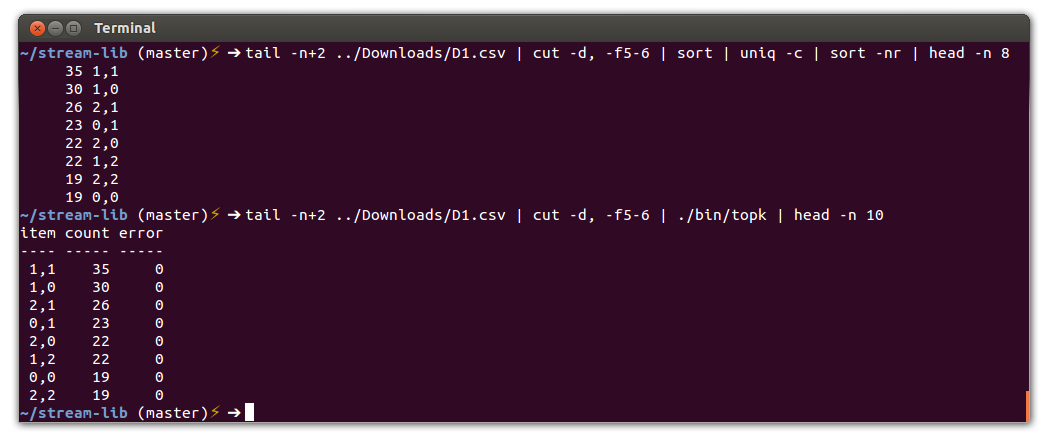 Terminal
~/stream-lib (master)⚡ ➔ tail -n+2 ../Downloads/D1.csv | cut -d, -f5-6 | sort | uniq -c | sort -nr | head -n 8
35 1,1
30 1,0
26 2,1
23 0,1
22 2,0
22 1,2
19 2,2
19 0,0
~/stream-lib (master)⚡ ➔ tail -n+2 ../Downloads/D1.csv | cut -d, -f5-6 | ./bin/topk | head -n 10
item count error
---- ----- -----
1,1 35 0
1,0 30 0
2,1 26 0
0,1 23 0
2,0 22 0
1,2 22 0
0,0 19 0
2,2 19 0
~/stream-lib (master)⚡ ➔